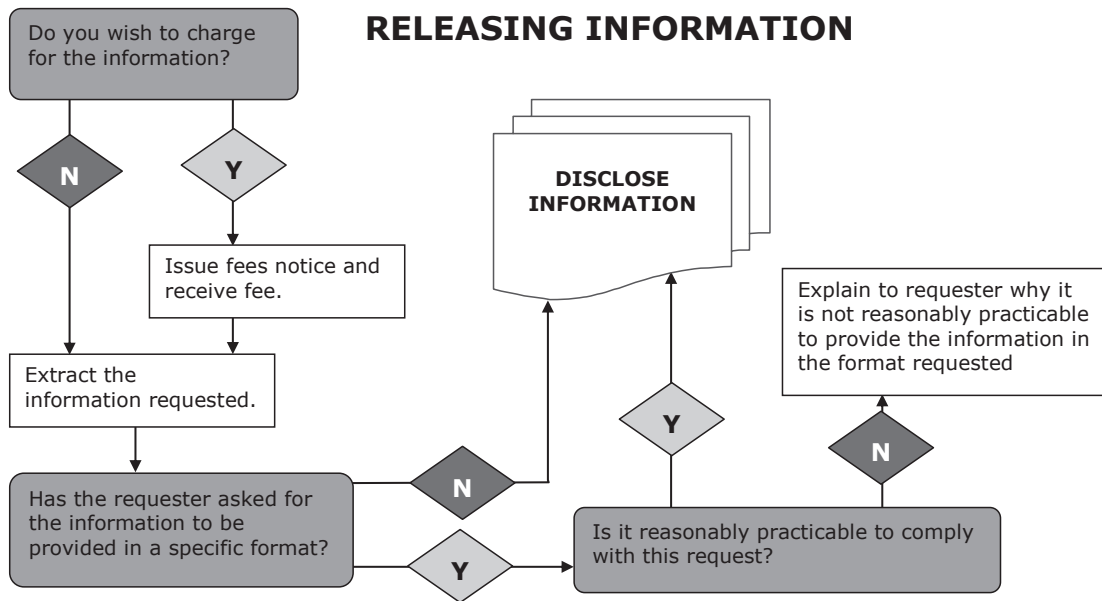 RELEASING INFORMATION
Do you wish to charge
for the information?
N
Y
Issue fees notice and
receive fee.
Extract the
information requested.
Has the requester asked for
the information to be
provided in a specific format?
N
Y
DISCLOSE
INFORMATION
Is it reasonably practicable to comply
with this request?
Y
N
Explain to requester why it
is not reasonably practicable
to provide the information in
the format requested